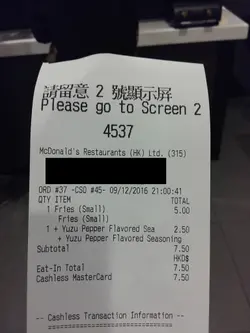 請留意 2 號顯示屏
Please go to Screen 2
4537
McDonald's Restaurants (HK) Ltd. (315)
ORD #37 -CSO #45- 09/12/2016 21:00:41
QTY ITEM TOTAL
1 Fries (Small) 5.00
Fries (Small)
1 + Yuzu Pepper Flavored Sea 2.50
+ Yuzu Pepper Flavored Seasoning
Subtotal 7.50
HKD$
Eat-In Total 7.50
Cashless MasterCard 7.50
-- Cashless Transaction Information --